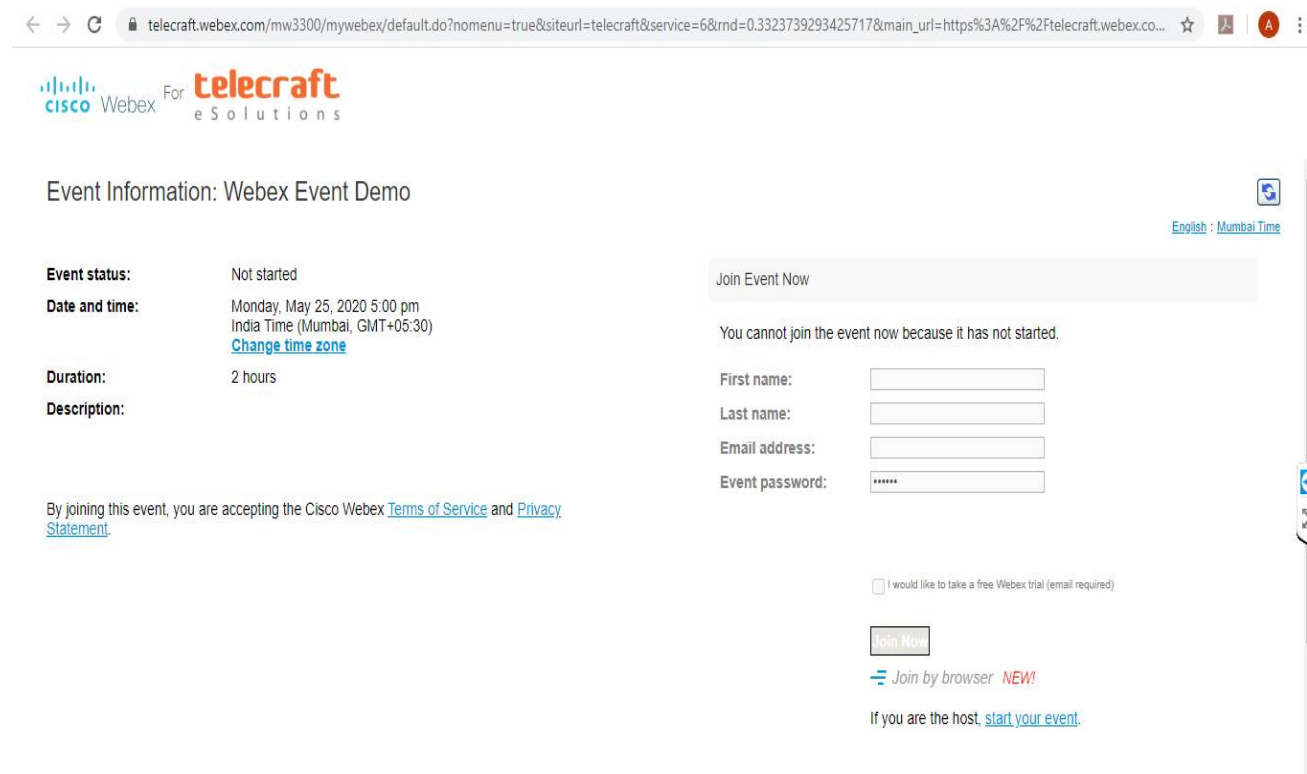 telecraft.webex.com/mw3300/mywebex/default.do?nomenu=true&siteurl=telecraft&service=6&rnd=0.3323739293425717&main_url=https%3A%2F%2Ftelecraft.webex.co...
A
cisco Webex For telecraft
eSolutions
Event Information: Webex Event Demo
English : Mumbai Time
Event status: Not started
Date and time: Monday, May 25, 2020 5:00 pm
India Time (Mumbai, GMT+05:30)
Change time zone
Duration: 2 hours
Description:
By joining this event, you are accepting the Cisco Webex Terms of Service and Privacy
Statement.
Join Event Now
You cannot join the event now because it has not started.
First name:
Last name:
Email address:
Event password: ••••••
I would like to take a free Webex trial (email required)
Join Now
Join by browser NEW!
If you are the host, start your event.